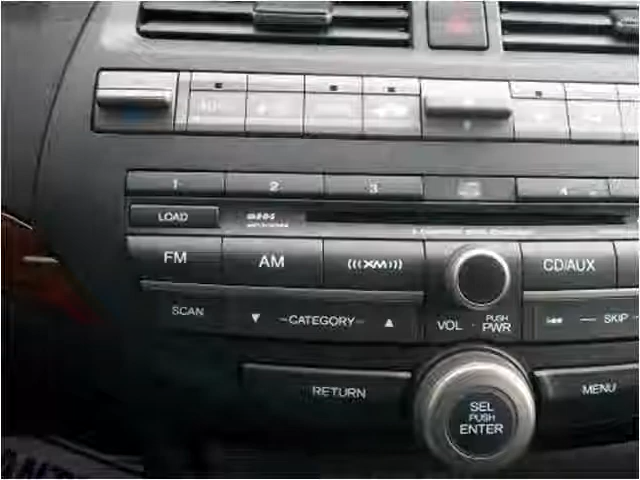 1 2 3 4
LOAD
FM AM (((XM))) CD/AUX
SCAN ▼ -CATEGORY- ▲ VOL PUSH PWR SKIP
RETURN SEL PUSH ENTER MENU